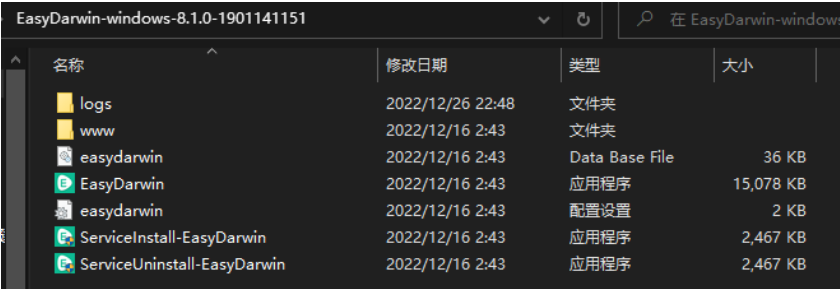 EasyDarwin-windows-8.1.0-1901141151 在 EasyDarwin-windows
名称 修改日期 类型 大小
logs 2022/12/26 22:48 文件夹
www 2022/12/16 2:43 文件夹
easydarwin 2022/12/16 2:43 Data Base File 36 KB
EasyDarwin 2022/12/16 2:43 应用程序 15,078 KB
easydarwin 2022/12/16 2:43 配置设置 2 KB
ServiceInstall-EasyDarwin 2022/12/16 2:43 应用程序 2,467 KB
ServiceUninstall-EasyDarwin 2022/12/16 2:43 应用程序 2,467 KB